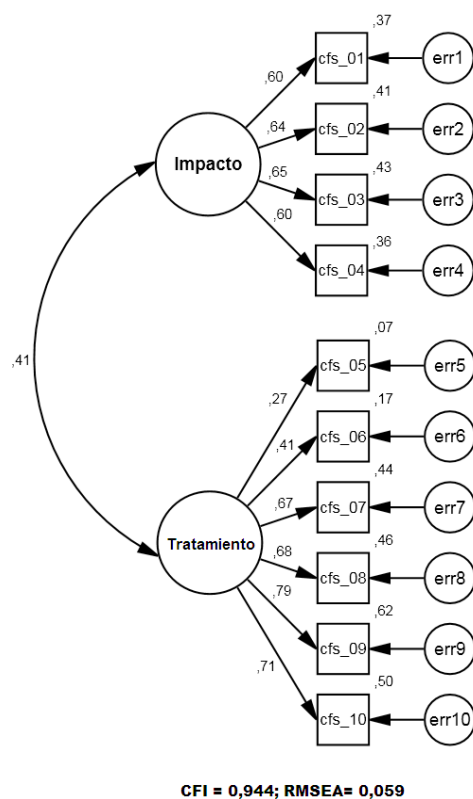 ,37
,60
cfs_01
err1
,41
,64
cfs_02
err2
Impacto
,43
,65
cfs_03
err3
,36
,60
cfs_04
err4
,41
,07
,27
cfs_05
err5
,17
,41
cfs_06
err6
,44
,67
cfs_07
err7
Tratamiento
,46
,68
cfs_08
err8
,62
,79
cfs_09
err9
,50
,71
cfs_10
err10
CFI = 0,944; RMSEA= 0,059